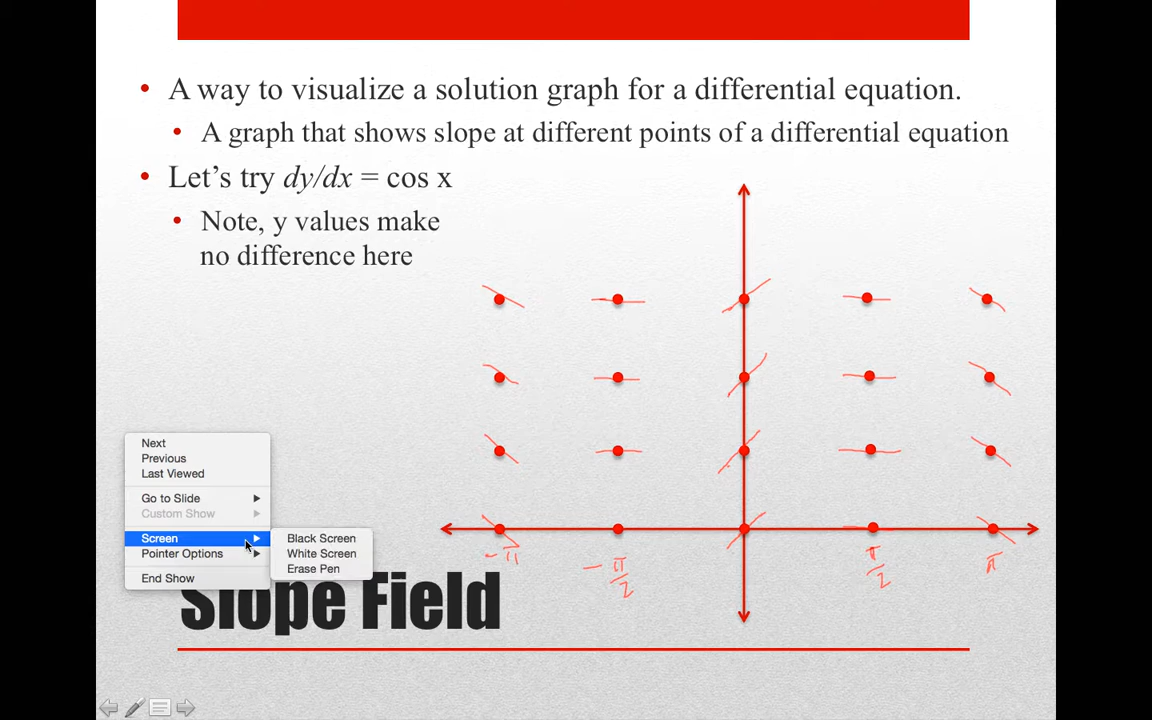 • A way to visualize a solution graph for a differential equation.
• A graph that shows slope at different points of a differential equation
• Let's try dy/dx = cos x
• Note, y values make
no difference here
Next
Previous
Last Viewed
Go to Slide
Custom Show
Screen
Pointer Options
End Show
Black Screen
White Screen
Erase Pen
-π
-π/2
π/2
π
Slope Field